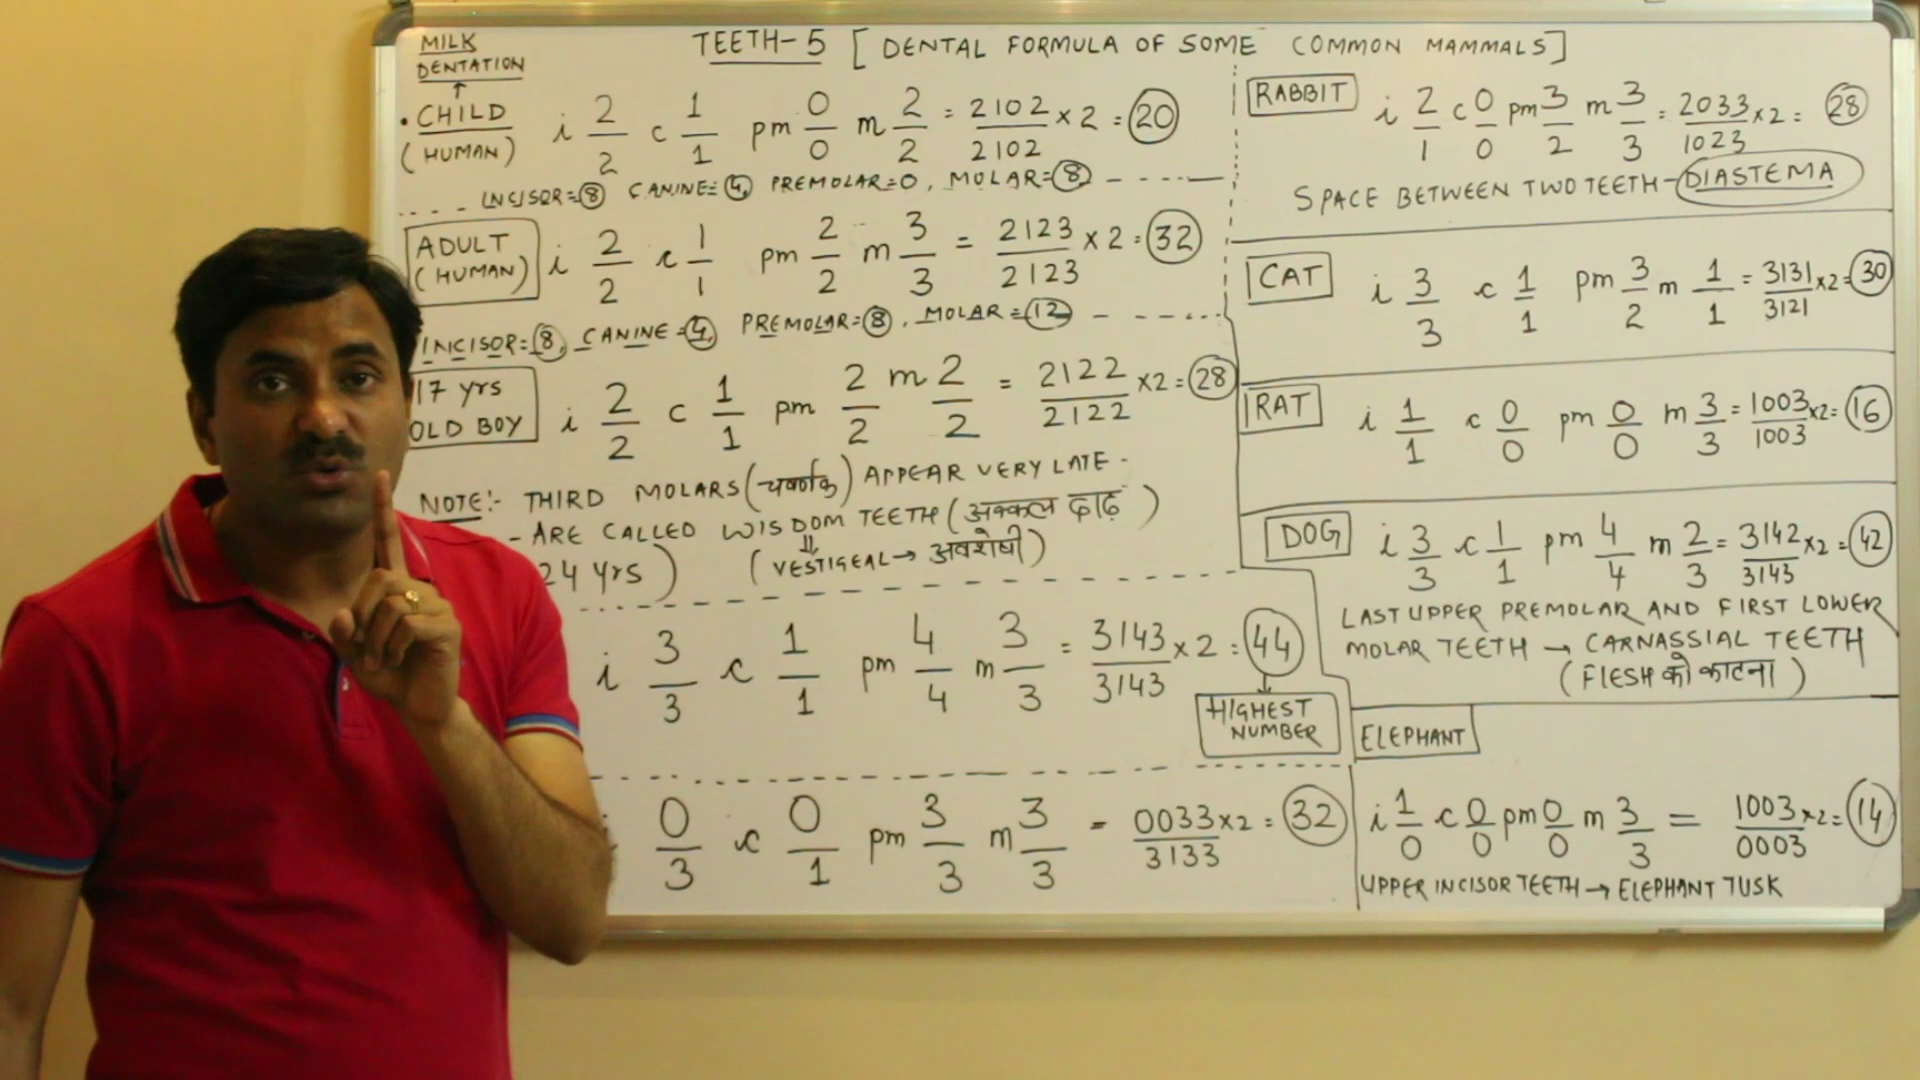 TEETH-5 [DENTAL FORMULA OF SOME COMMON MAMMALS]
MILK
DENTATION
↑
• CHILD
(HUMAN)
i 2/2 c 1/1 pm 0/0 m 2/2 = 2102/2102 x 2 = 20
INCISOR=8 CANINE=4, PREMOLAR=0, MOLAR=8
ADULT
(HUMAN)
i 2/2 c 1/1 pm 2/2 m 3/3 = 2123/2123 x 2 = 32
INCISOR=8, CANINE=4, PREMOLAR=8, MOLAR=12
17 yrs
OLD BOY
i 2/2 c 1/1 pm 2/2 m 2/2 = 2122/2122 x2 = 28
NOTE:- THIRD MOLARS (चवर्णक) APPEAR VERY LATE -
- ARE CALLED WISDOM TEETH (अक्कल दाढ़)
24 yrs) (VESTIGEAL → अवशेषी)
i 3/3 c 1/1 pm 4/4 m 3/3 = 3143/3143 x 2 = 44
HIGHEST
NUMBER
i 0/3 c 0/1 pm 3/3 m 3/3 = 0033/3133 x2 = 32
RABBIT
i 2/1 c 0/0 pm 3/2 m 3/3 = 2033/1023 x2 = 28
SPACE BETWEEN TWO TEETH - DIASTEMA
CAT
i 3/3 c 1/1 pm 3/2 m 1/1 = 3131/3121 x2 = 30
RAT
i 1/1 c 0/0 pm 0/0 m 3/3 = 1003/1003 x2 = 16
DOG
i 3/3 c 1/1 pm 4/4 m 2/3 = 3142/3143 x2 = 42
LAST UPPER PREMOLAR AND FIRST LOWER
MOLAR TEETH → CARNASSIAL TEETH
(FLESH को काटना)
ELEPHANT
i 1/0 c 0/0 pm 0/0 m 3/3 = 1003/0003 x2 = 14
UPPER INCISOR TEETH → ELEPHANT TUSK